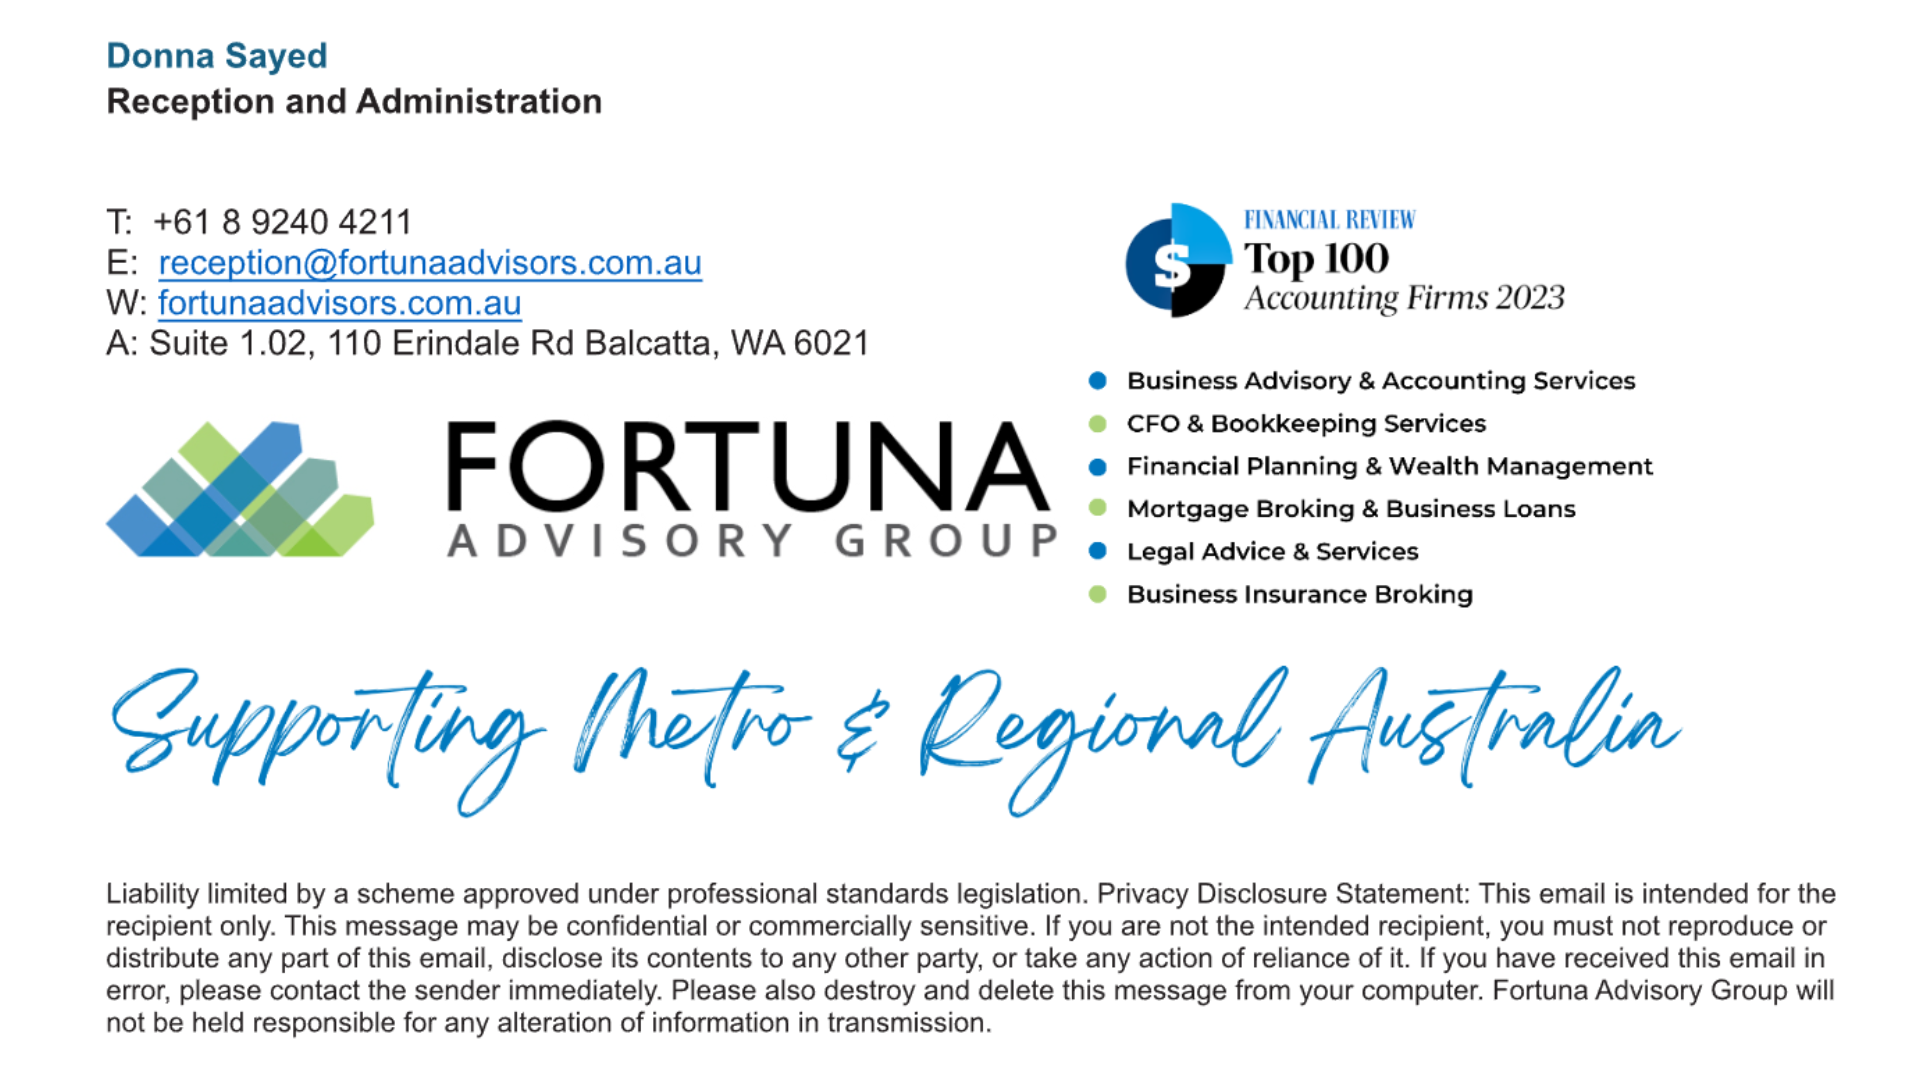 Donna Sayed
Reception and Administration
T: +61 8 9240 4211
E: reception@fortunaadvisors.com.au
W: fortunaadvisors.com.au
A: Suite 1.02, 110 Erindale Rd Balcatta, WA 6021
FINANCIAL REVIEW
Top 100
Accounting Firms 2023
$
FORTUNA
ADVISORY GROUP
Business Advisory & Accounting Services
CFO & Bookkeeping Services
Financial Planning & Wealth Management
Mortgage Broking & Business Loans
Legal Advice & Services
Business Insurance Broking
Supporting Metro & Regional Australia
Liability limited by a scheme approved under professional standards legislation. Privacy Disclosure Statement: This email is intended for the
recipient only. This message may be confidential or commercially sensitive. If you are not the intended recipient, you must not reproduce or
distribute any part of this email, disclose its contents to any other party, or take any action of reliance of it. If you have received this email in
error, please contact the sender immediately. Please also destroy and delete this message from your computer. Fortuna Advisory Group will
not be held responsible for any alteration of information in transmission.